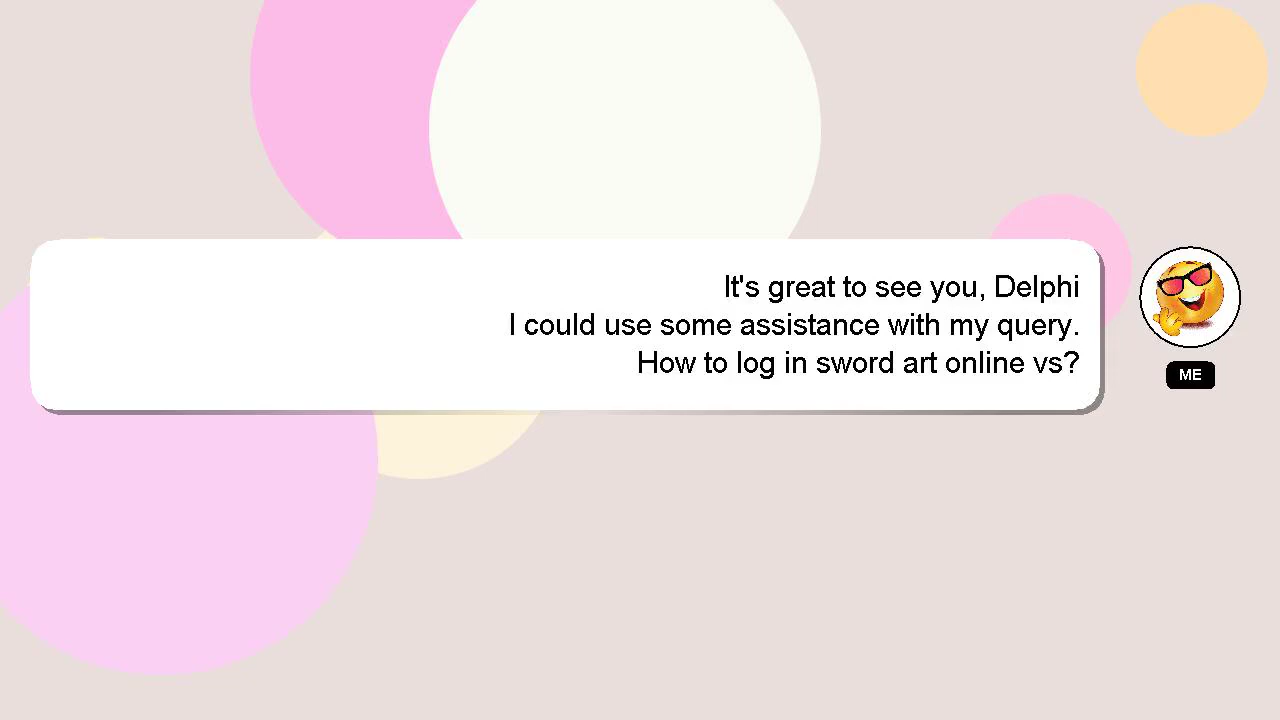 It's great to see you, Delphi
I could use some assistance with my query.
How to log in sword art online vs?
ME